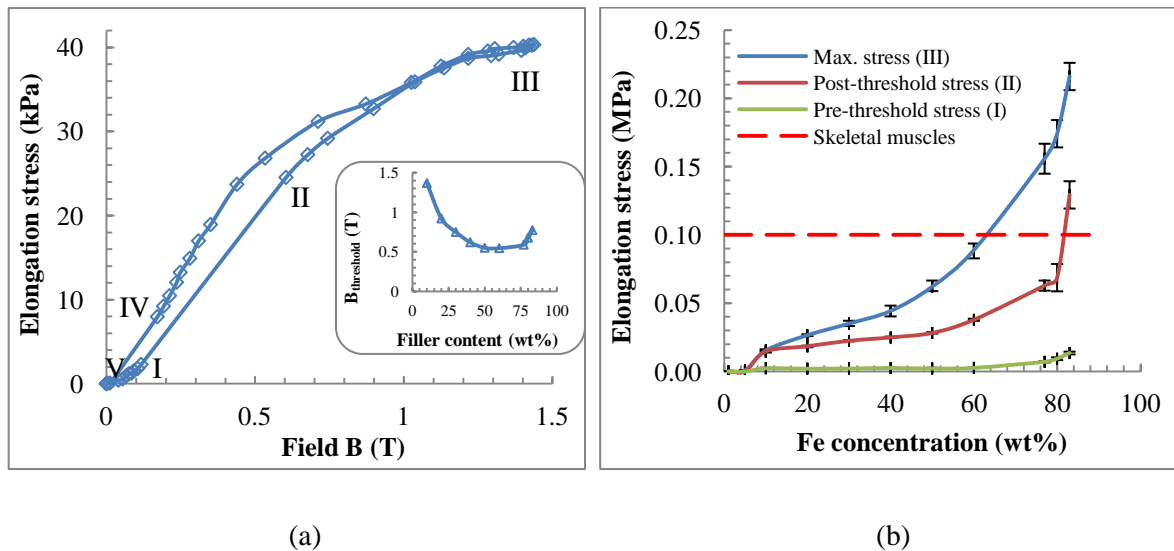 40
30
20
10
0
0
0.5
1
1.5
Elongation stress (kPa)
Field B (T)
I
II
III
IV
V
1.5
1
0.5
0
0
25
50
75
100
Bthreshold (T)
Filler content (wt%)
(a)
0.25
0.20
0.15
0.10
0.05
0.00
0
20
40
60
80
100
Elongation stress (MPa)
Fe concentration (wt%)
Max. stress (III)
Post-threshold stress (II)
Pre-threshold stress (I)
Skeletal muscles
(b)